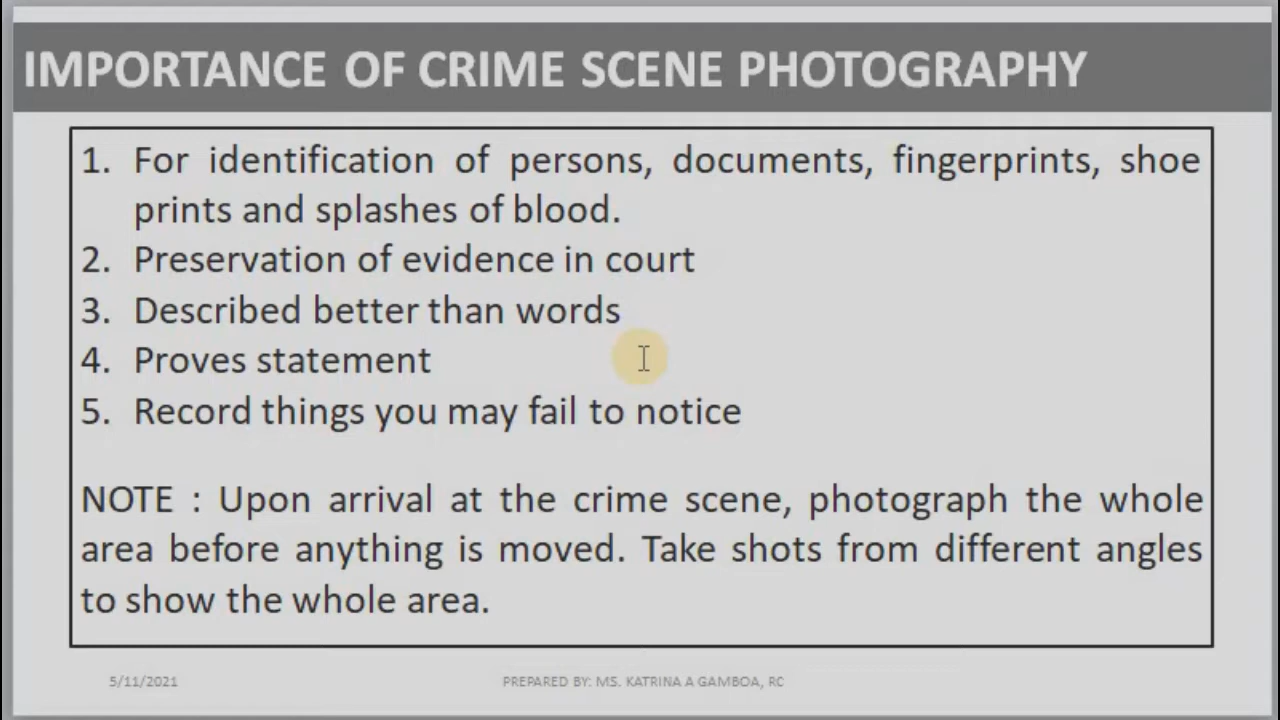 IMPORTANCE OF CRIME SCENE PHOTOGRAPHY
1. For identification of persons, documents, fingerprints, shoe
prints and splashes of blood.
2. Preservation of evidence in court
3. Described better than words
4. Proves statement
5. Record things you may fail to notice
NOTE : Upon arrival at the crime scene, photograph the whole
area before anything is moved. Take shots from different angles
to show the whole area.
5/11/2021
PREPARED BY: MS. KATRINA A GAMBOA, RC